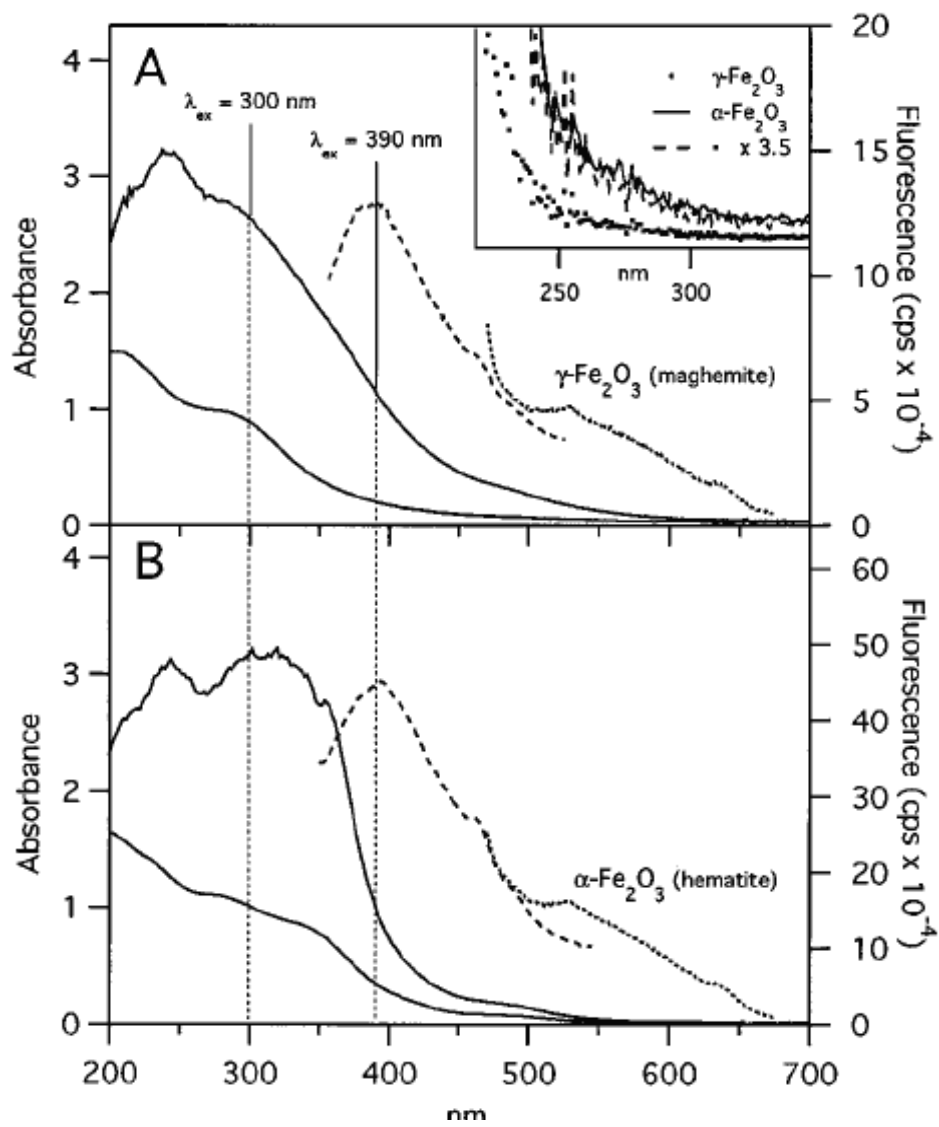 A
λex = 300 nm
λex = 390 nm
γ-Fe2O3
α-Fe2O3
x 3.5
nm
250
300
γ-Fe2O3 (maghemite)
4
3
2
1
0
Absorbance
20
15
10
5
0
Fluorescence (cps x 10-4)
B
α-Fe2O3 (hematite)
4
3
2
1
0
Absorbance
60
50
40
30
20
10
0
Fluorescence (cps x 10-4)
200 300 400 500 600 700
nm